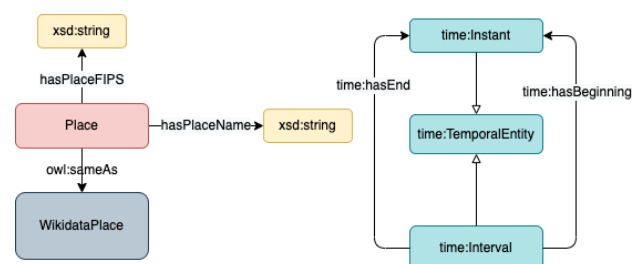 xsd:string
hasPlaceFIPS
Place
hasPlaceName
xsd:string
owl:sameAs
WikidataPlace
time:Instant
time:hasEnd
time:hasBeginning
time:TemporalEntity
time:Interval